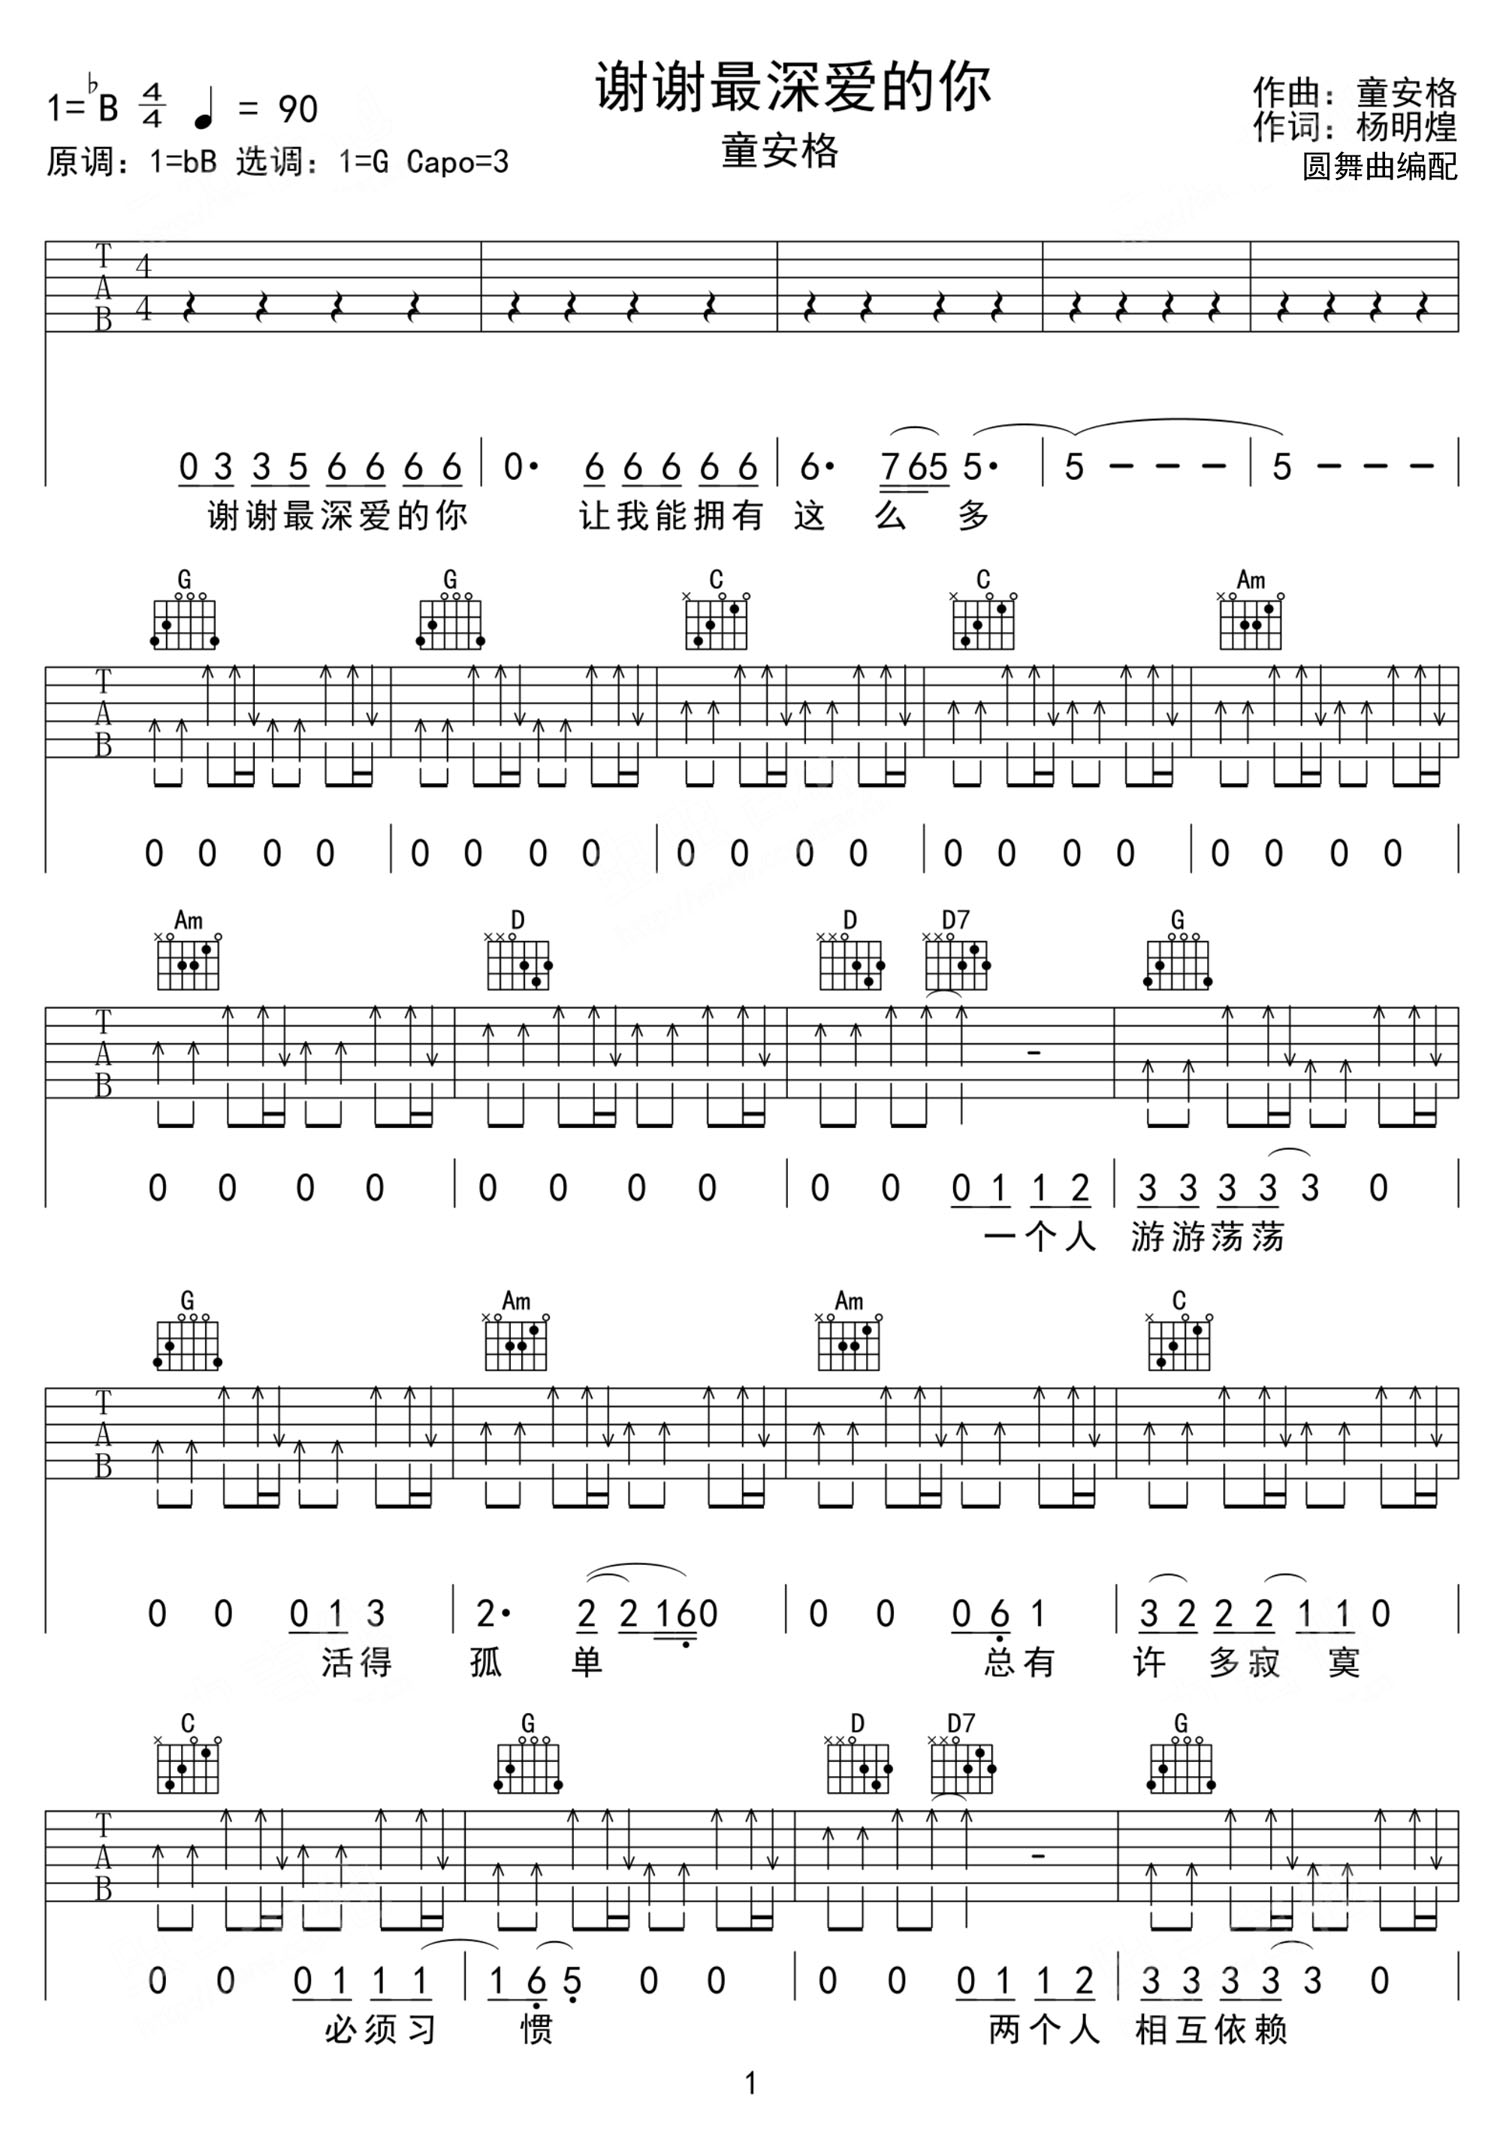 谢谢最深爱的你
童安格
1=♭B 4/4 ♩ = 90
原调：1=bB 选调：1=G Capo=3
作曲：童安格
作词：杨明煌
圆舞曲编配
T A B 4 4
0 3 3 5 6 6 6 6 | 0· 6 6 6 6 6 | 6· 7 6 5 5· | 5 — — — | 5 — — — |
谢谢最深爱的你 让我能拥有 这 么 多
G G C C Am
T A B
0 0 0 0 | 0 0 0 0 | 0 0 0 0 | 0 0 0 0 | 0 0 0 0 |
Am D D D7 G
T A B
0 0 0 0 | 0 0 0 0 | 0 0 0 1 1 2 | 3 3 3 3 3 0 |
一个人 游游荡荡
G Am Am C
T A B
0 0 0 1 3 | 2· 2 2 1 6 0 | 0 0 0 6 1 | 3 2 2 2 1 1 0 |
活得 孤 单 总有 许 多寂 寞
C G D D7 G
T A B
0 0 0 1 1 1 | 1 6 5 0 0 | 0 0 0 1 1 2 | 3 3 3 3 3 0 |
必须习 惯 两个人 相互依赖
1